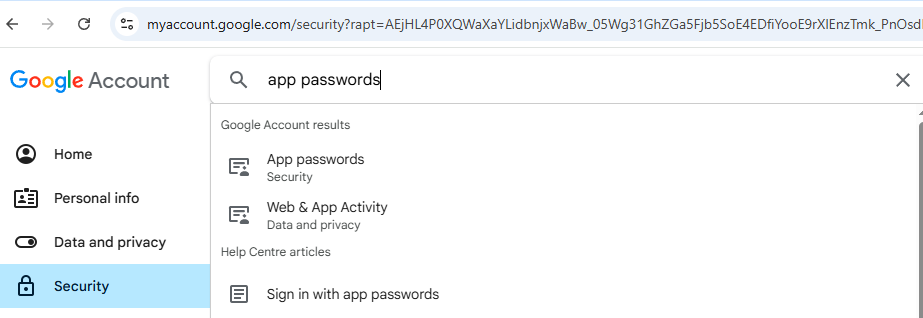 myaccount.google.com/security?rapt=AEjHL4P0XQWaXaYLidbnjxWaBw_05Wg31GhZGa5Fjb5SoE4EDfiYooE9rXlEnzTmk_PnOsd
Google Account
app passwords
Google Account results
Home
App passwords
Security
Personal info
Web & App Activity
Data and privacy
Data and privacy
Help Centre articles
Security
Sign in with app passwords